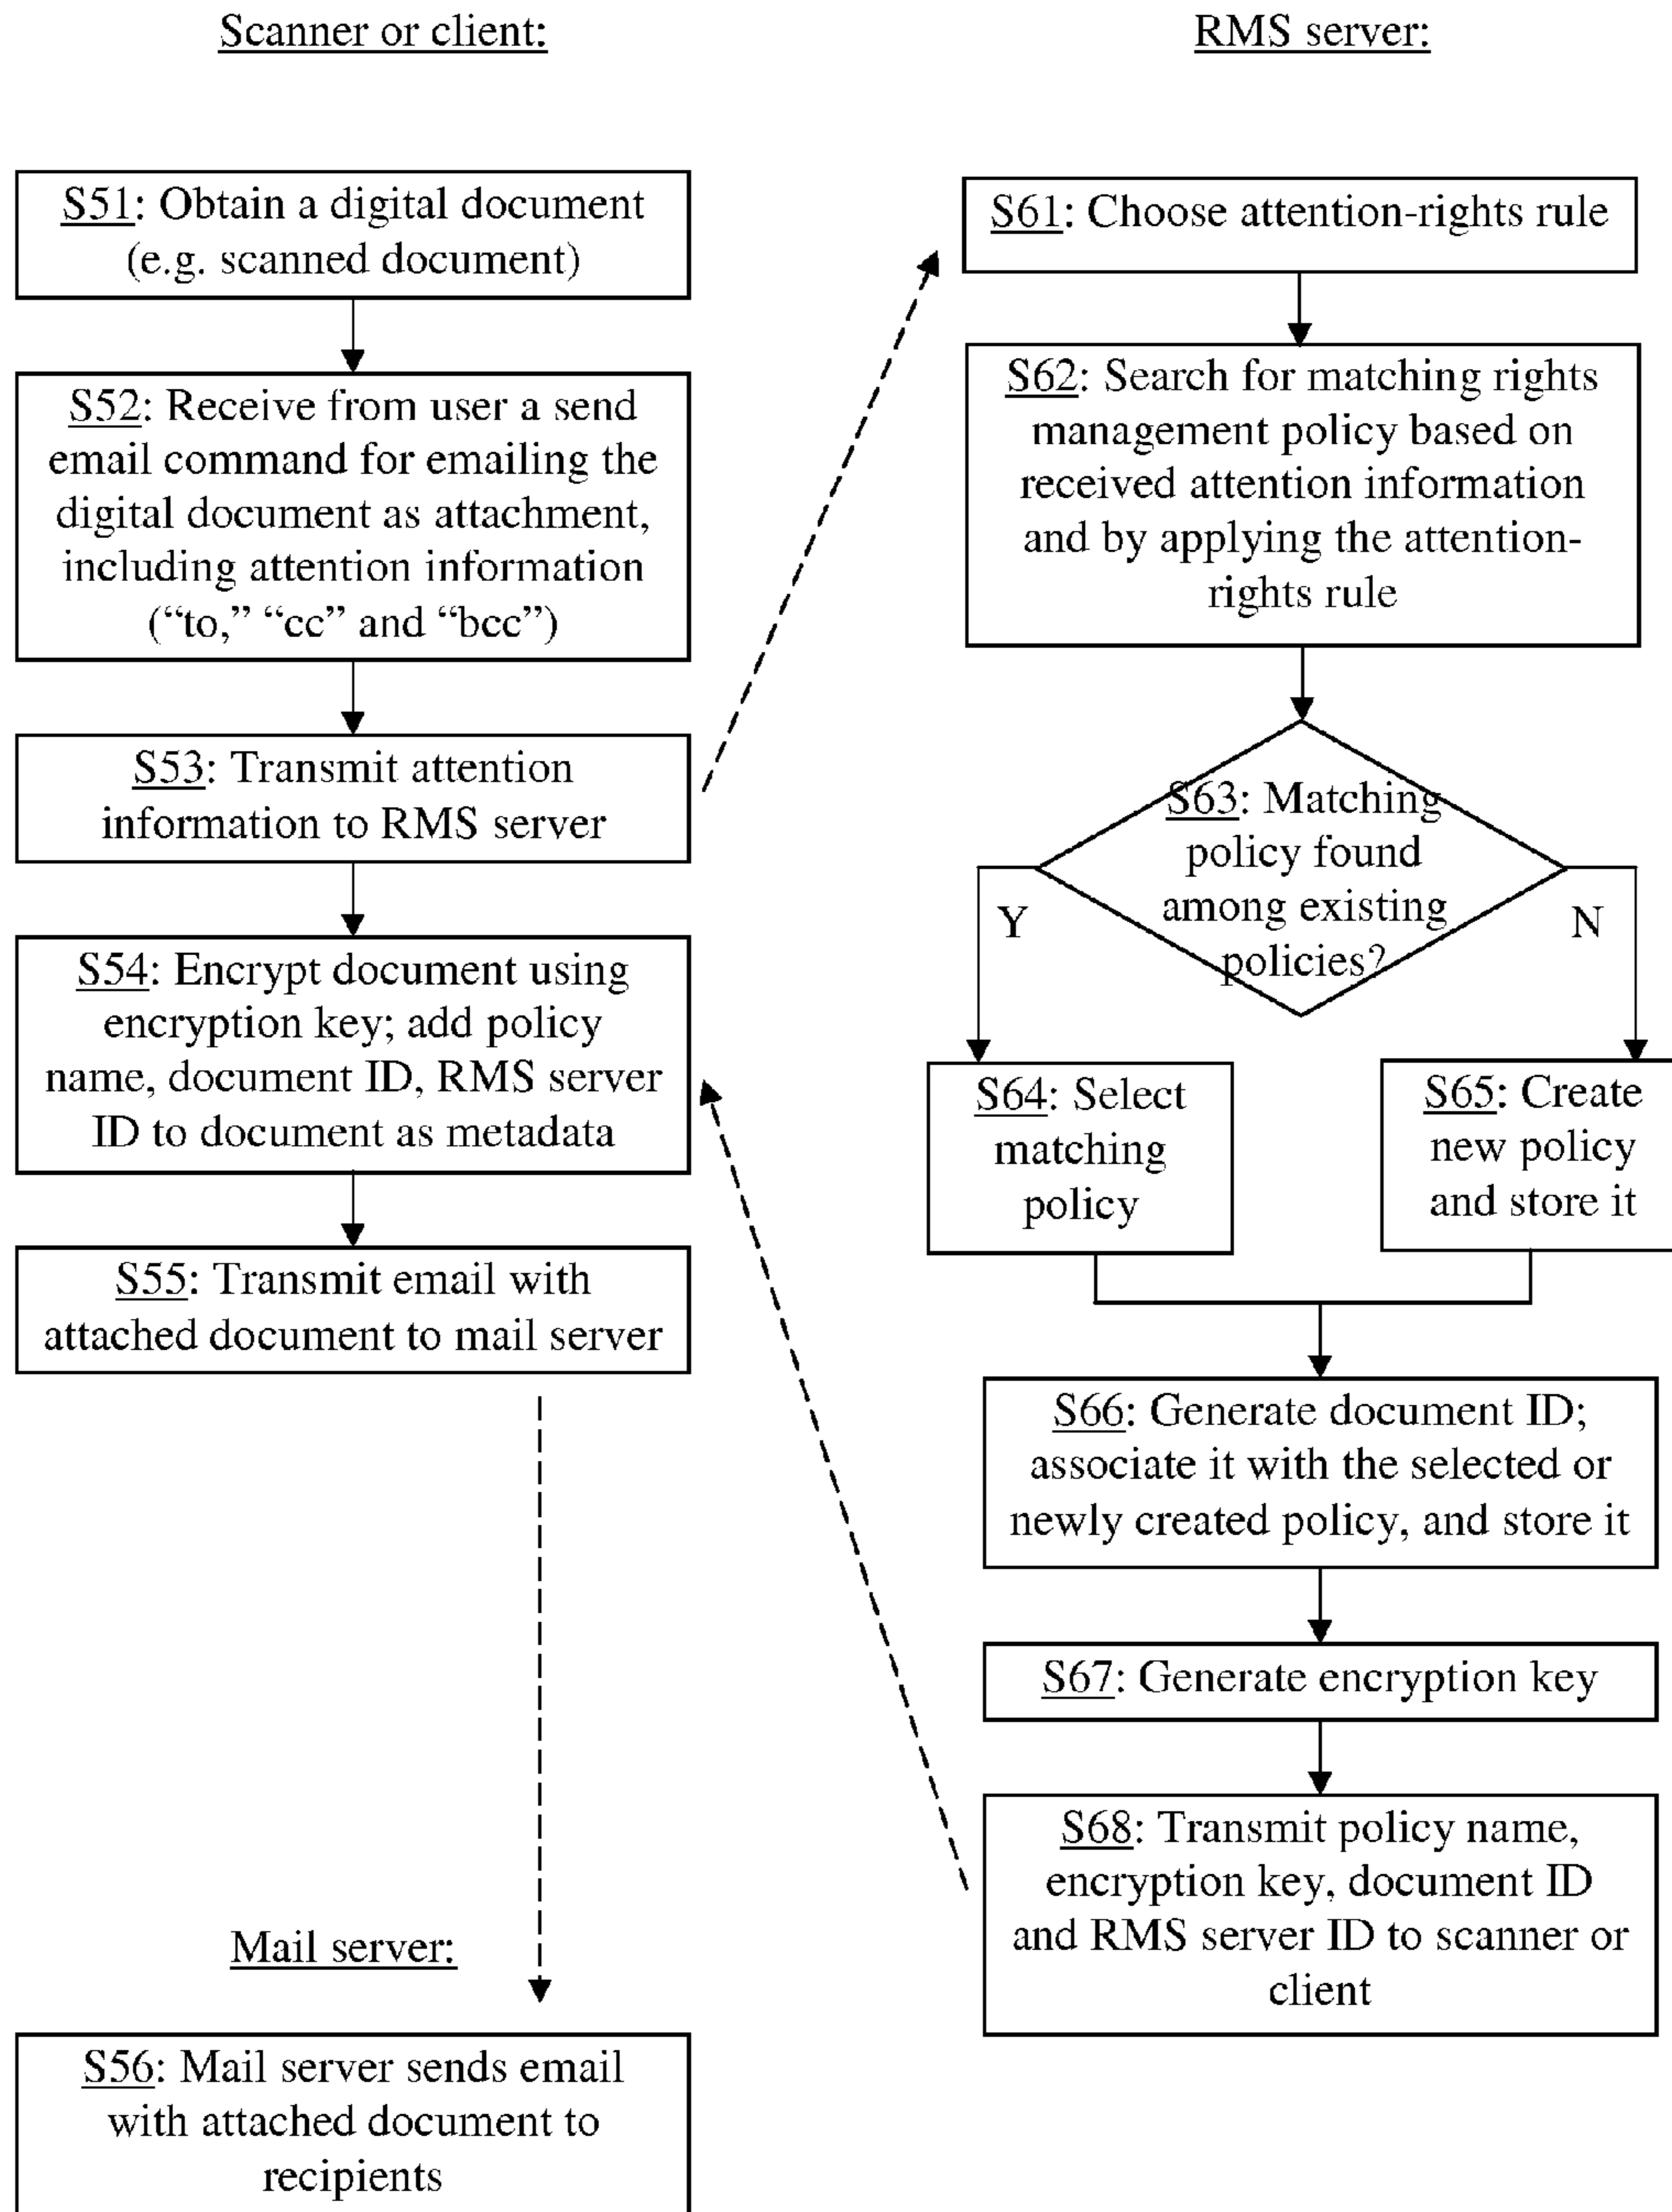 Scanner or client:
S51: Obtain a digital document
(e.g. scanned document)
S52: Receive from user a send
email command for emailing the
digital document as attachment,
including attention information
(“to,” “cc” and “bcc”)
S53: Transmit attention
information to RMS server
S54: Encrypt document using
encryption key; add policy
name, document ID, RMS server
ID to document as metadata
S55: Transmit email with
attached document to mail server
Mail server:
S56: Mail server sends email
with attached document to
recipients
RMS server:
S61: Choose attention-rights rule
S62: Search for matching rights
management policy based on
received attention information
and by applying the attention-
rights rule
S63: Matching
policy found
among existing
policies?
Y
N
S64: Select
matching
policy
S65: Create
new policy
and store it
S66: Generate document ID;
associate it with the selected or
newly created policy, and store it
S67: Generate encryption key
S68: Transmit policy name,
encryption key, document ID
and RMS server ID to scanner or
client